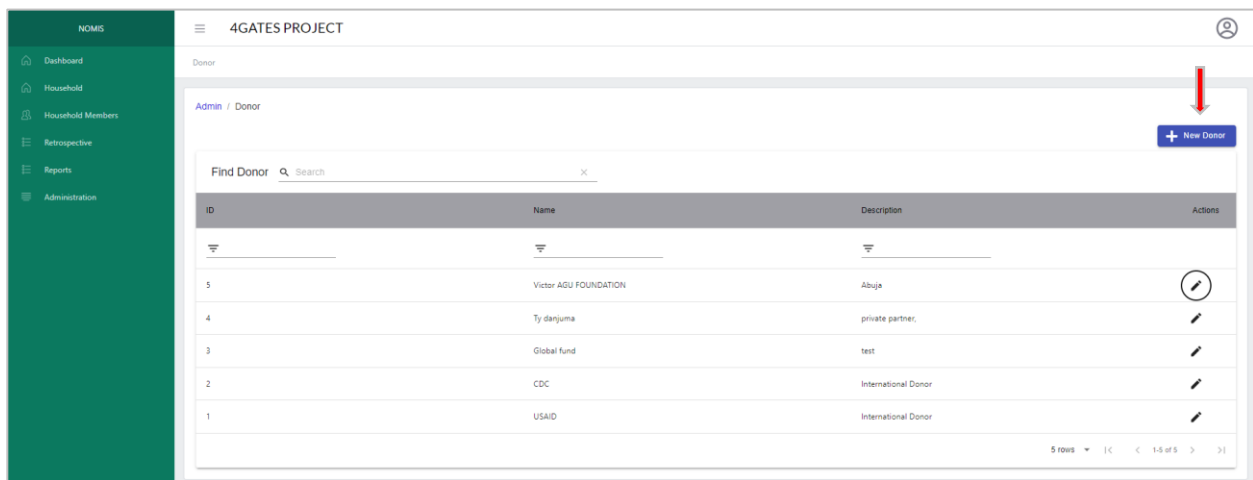 NOMIS
4GATES PROJECT
Dashboard
Household
Household Members
Retrospective
Reports
Administration
Donor
Admin / Donor
New Donor
Find Donor Search
ID Name Description Actions
5 Victor AGU FOUNDATION Abuja
4 Ty danjuma private partner,
3 Global fund test
2 CDC International Donor
1 USAID International Donor
5 rows 1-5 of 5